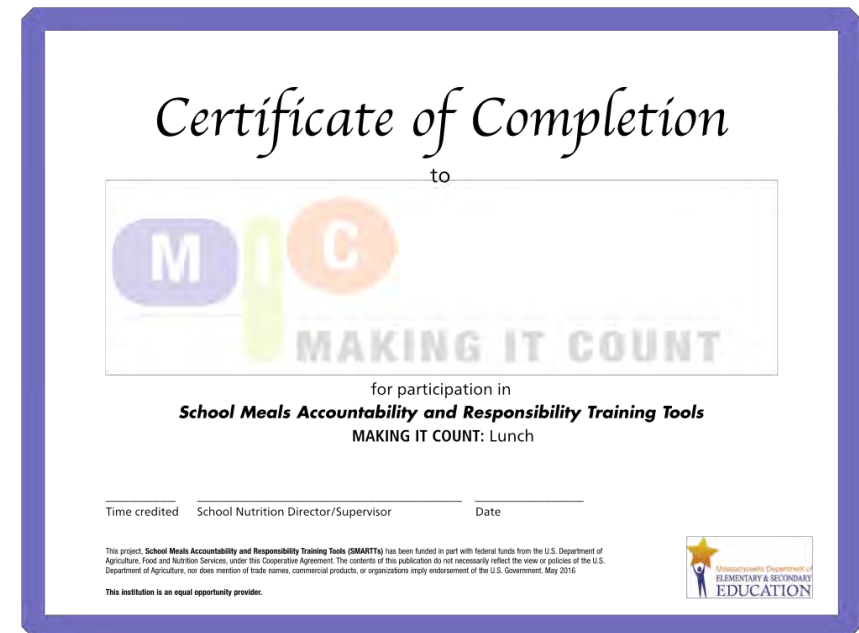 Certificate of Completion
to
M I C
MAKING IT COUNT
for participation in
School Meals Accountability and Responsibility Training Tools
MAKING IT COUNT: Lunch
Time credited School Nutrition Director/Supervisor Date
This project, School Meals Accountability and Responsibility Training Tools (SMARTTs) has been funded in part with federal funds from the U.S. Department of
Agriculture, Food and Nutrition Services, under this Cooperative Agreement. The contents of this publication do not necessarily reflect the view or policies of the U.S.
Department of Agriculture, nor does mention of trade names, commercial products, or organizations imply endorsement of the U.S. Government. May 2016
This institution is an equal opportunity provider.
Massachusetts Department of
ELEMENTARY & SECONDARY
EDUCATION